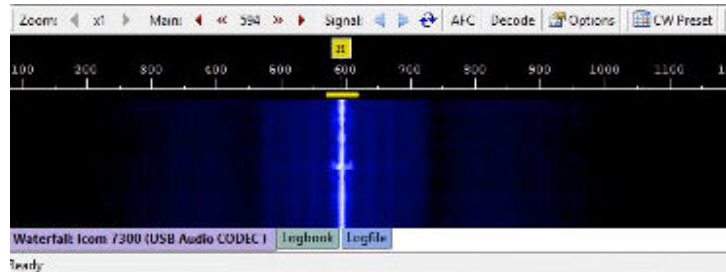 Zoom: x1 Main: 594 Signal: AFC Decode Options CW Preset
100 200 300 400 500 600 700 800 900 1000 1100
Waterfall: Icom 7300 (USB Audio CODEC ) Logbook Logfile
Ready